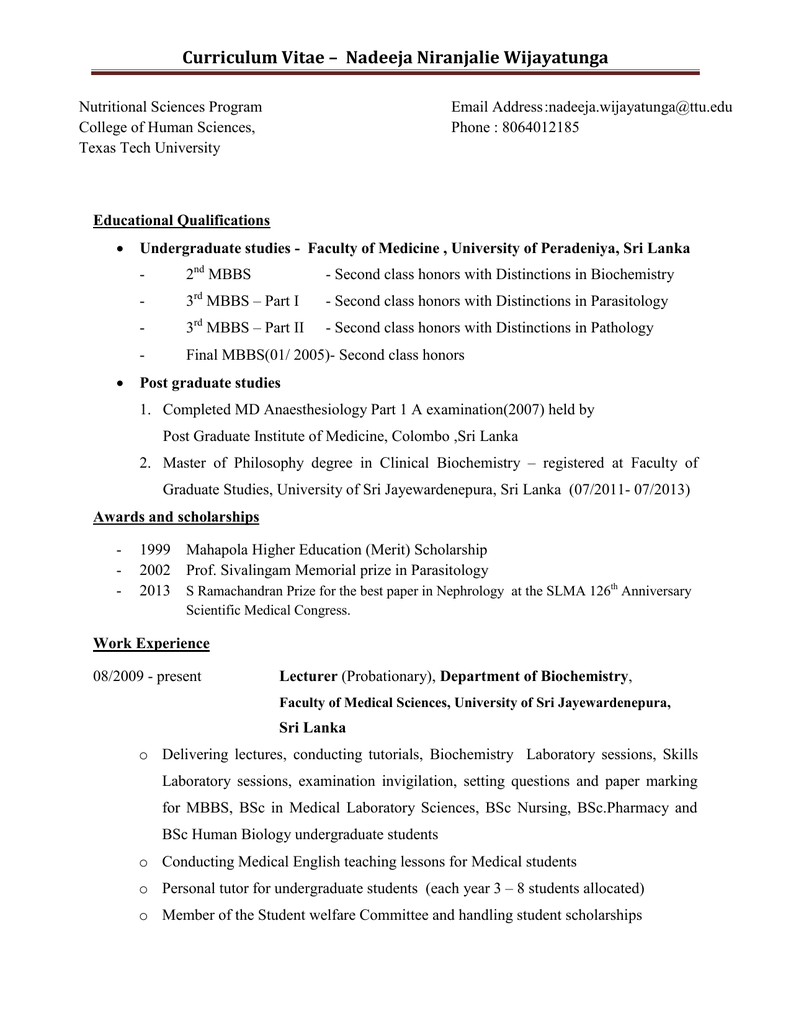 Curriculum Vitae – Nadeeja Niranjalie Wijayatunga
Nutritional Sciences Program
College of Human Sciences,
Texas Tech University
Email Address:nadeeja.wijayatunga@ttu.edu
Phone : 8064012185
Educational Qualifications
• Undergraduate studies - Faculty of Medicine , University of Peradeniya, Sri Lanka
- 2nd MBBS - Second class honors with Distinctions in Biochemistry
- 3rd MBBS – Part I - Second class honors with Distinctions in Parasitology
- 3rd MBBS – Part II - Second class honors with Distinctions in Pathology
- Final MBBS(01/ 2005)- Second class honors
• Post graduate studies
1. Completed MD Anaesthesiology Part 1 A examination(2007) held by
Post Graduate Institute of Medicine, Colombo ,Sri Lanka
2. Master of Philosophy degree in Clinical Biochemistry – registered at Faculty of
Graduate Studies, University of Sri Jayewardenepura, Sri Lanka (07/2011- 07/2013)
Awards and scholarships
- 1999 Mahapola Higher Education (Merit) Scholarship
- 2002 Prof. Sivalingam Memorial prize in Parasitology
- 2013 S Ramachandran Prize for the best paper in Nephrology at the SLMA 126th Anniversary
Scientific Medical Congress.
Work Experience
08/2009 - present Lecturer (Probationary), Department of Biochemistry,
Faculty of Medical Sciences, University of Sri Jayewardenepura,
Sri Lanka
o Delivering lectures, conducting tutorials, Biochemistry Laboratory sessions, Skills
Laboratory sessions, examination invigilation, setting questions and paper marking
for MBBS, BSc in Medical Laboratory Sciences, BSc Nursing, BSc.Pharmacy and
BSc Human Biology undergraduate students
o Conducting Medical English teaching lessons for Medical students
o Personal tutor for undergraduate students (each year 3 – 8 students allocated)
o Member of the Student welfare Committee and handling student scholarships